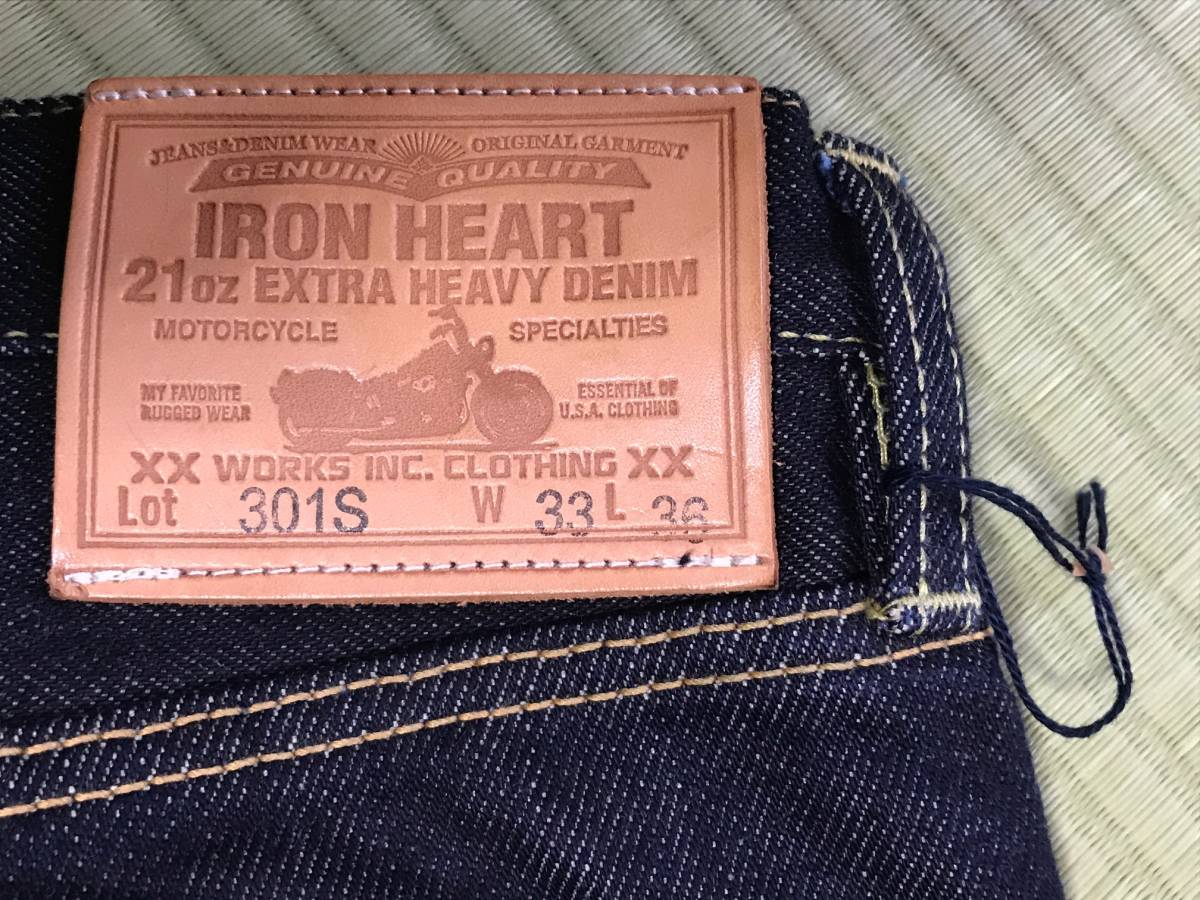 JEANS&DENIM WEAR ORIGINAL GARMENT
GENUINE QUALITY
IRON HEART
21oz EXTRA HEAVY DENIM
MOTORCYCLE SPECIALTIES
MY FAVORITE
RUGGED WEAR
ESSENTIAL OF
U.S.A. CLOTHING
XX WORKS INC. CLOTHING XX
Lot 301S W 33 L 36